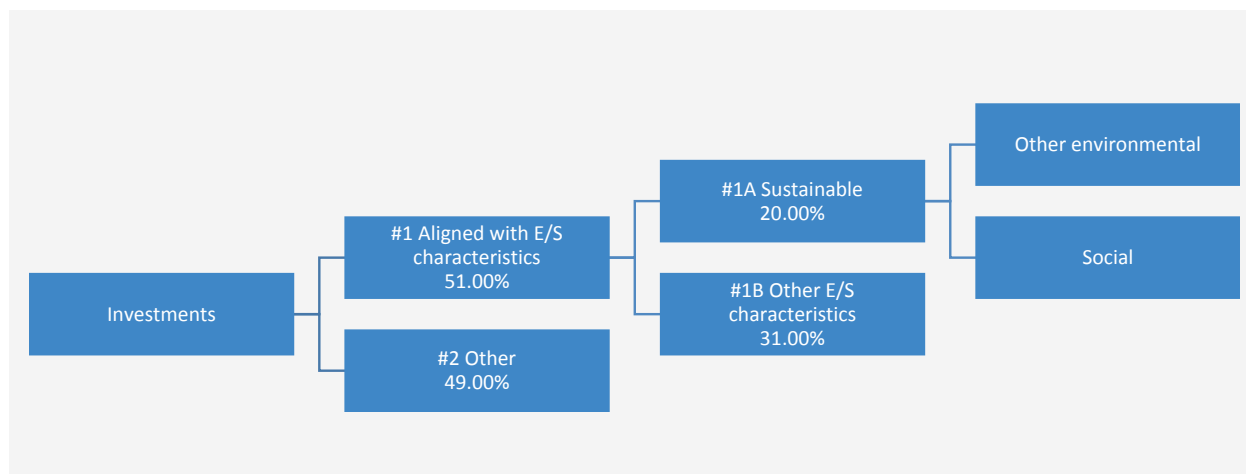 Investments
#1 Aligned with E/S
characteristics
51.00%
#2 Other
49.00%
#1A Sustainable
20.00%
#1B Other E/S
characteristics
31.00%
Other environmental
Social